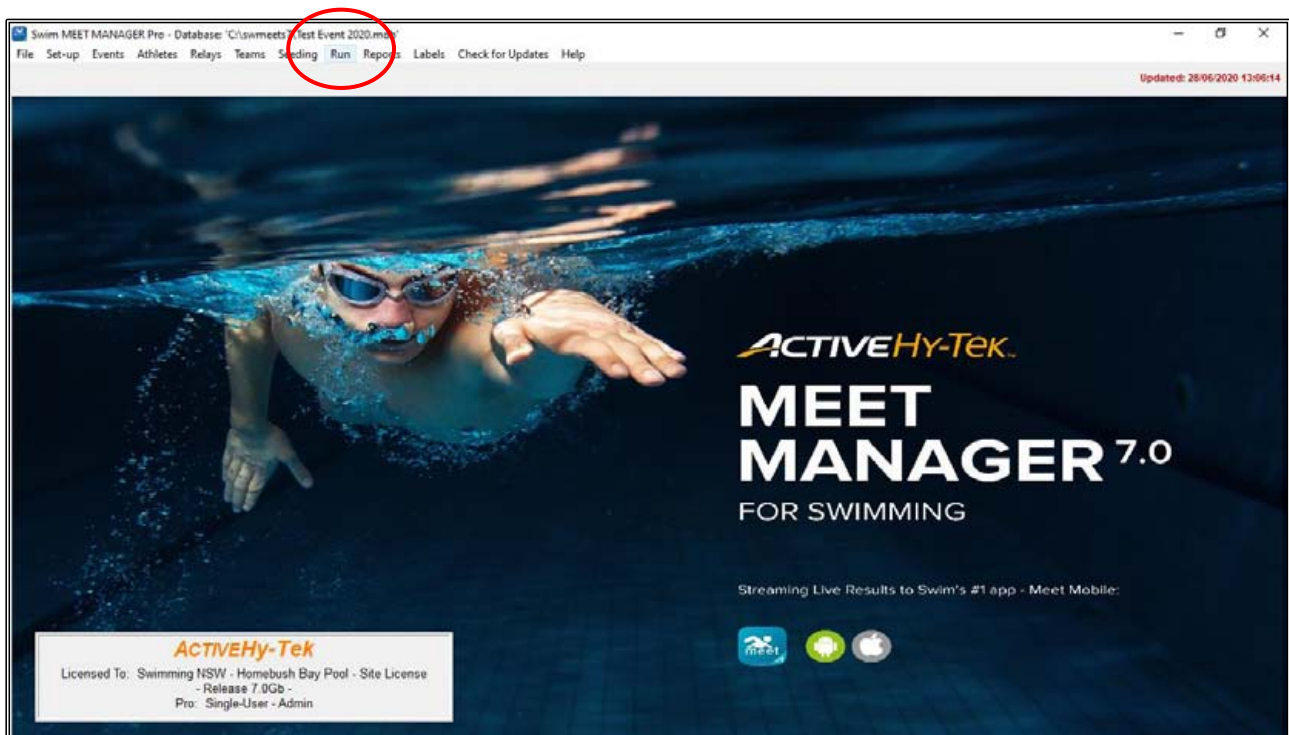 Swim MEET MANAGER Pro - Database: 'C:\swmeets7\Test Event 2020.mdb'
File Set-up Events Athletes Relays Teams Seeding Run Reports Labels Check for Updates Help
Updated: 28/06/2020 13:06:14
ACTIVEHY-TEK
MEET
MANAGER 7.0
FOR SWIMMING
Streaming Live Results to Swim's #1 app - Meet Mobile:
meet
ACTIVEHy-Tek
Licensed To: Swimming NSW - Homebush Bay Pool - Site License
- Release 7.0Gb -
Pro: Single-User - Admin